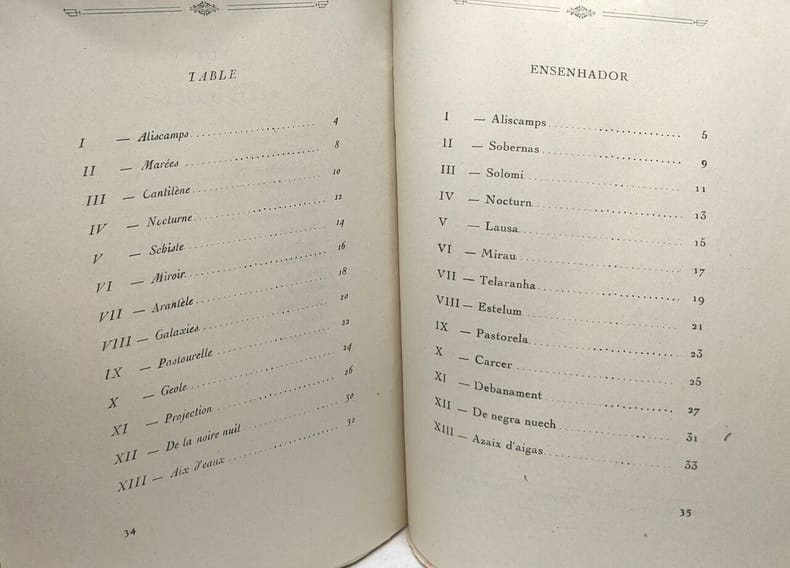 TABLE
I — Aliscamps 4
II — Marées 8
III — Cantilène 10
IV — Nocturne 12
V — Schiste 14
VI — Miroir 16
VII — Arantèle 18
VIII — Galaxies 20
IX — Pastourelle 22
X — Geole 24
XI — Projection 26
XII — De la noire nuit 30
XIII — Aix d'eaux 32
34
ENSENHADOR
I — Aliscamps 5
II — Sobernas 9
III — Solomi 11
IV — Nocturn 13
V — Lausa 15
VI — Mirau 17
VII — Telaranha 19
VIII — Estelum 21
IX — Pastorela 23
X — Carcer 25
XI — Debanament 27
XII — De negra nuech 31
XIII — Azaix d'aigas 33
35